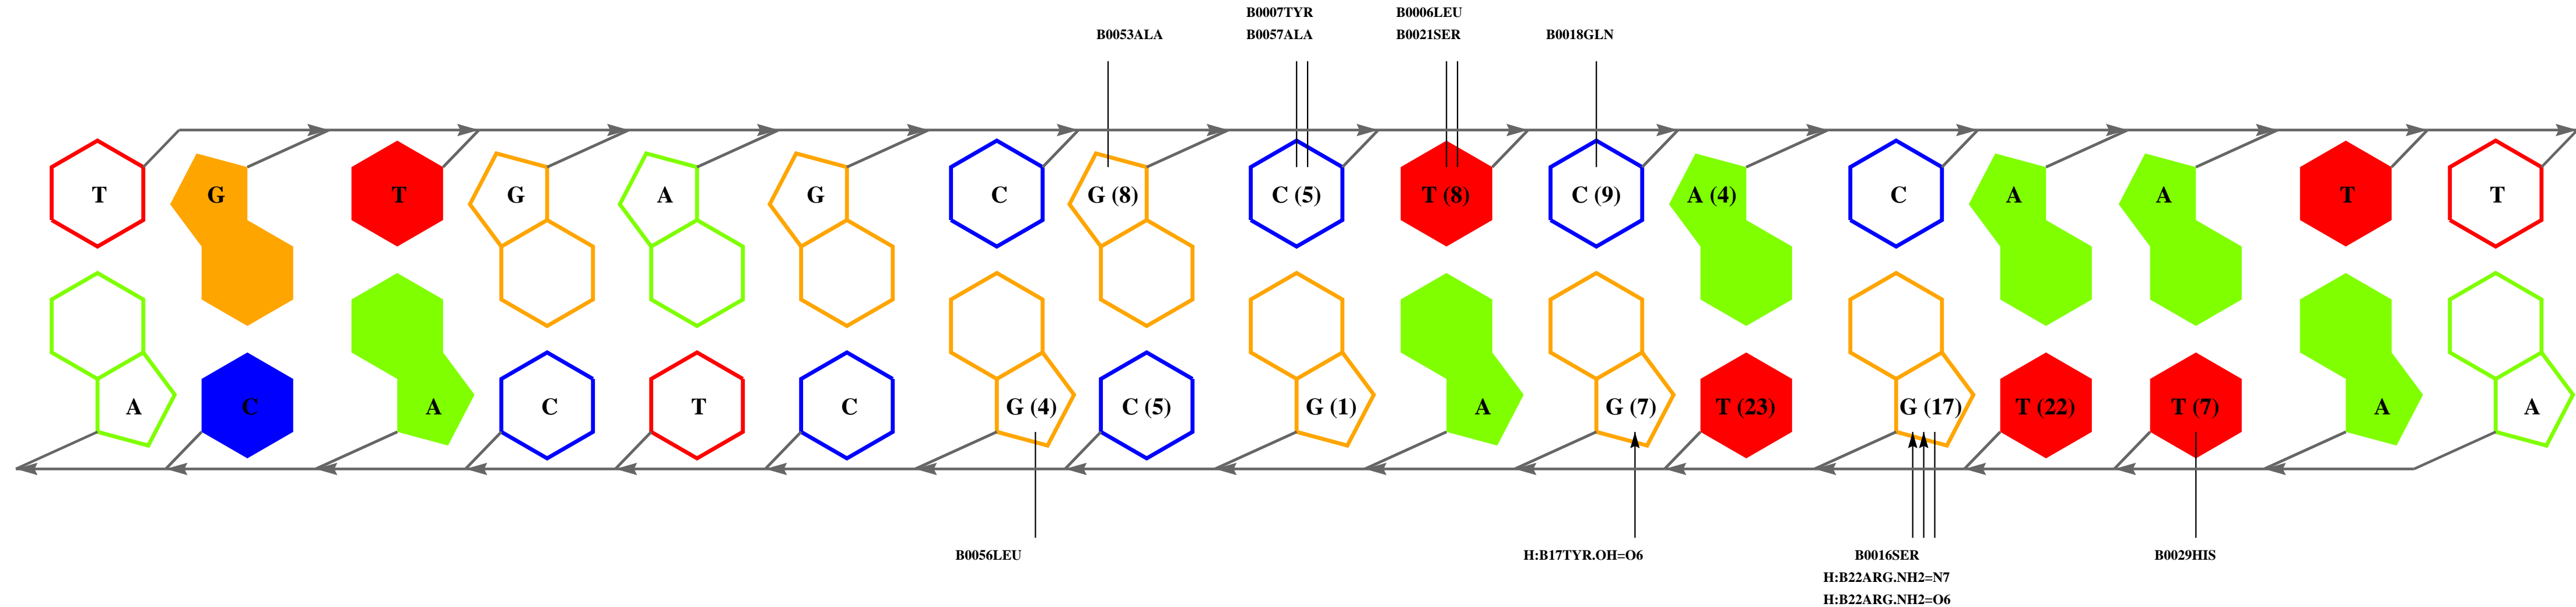 B0007TYR B0006LEU
B0053ALA B0057ALA B0021SER B0018GLN
T G T G A G C G (8) C (5) T (8) C (9) A (4) C A A T T
A C A C T C G (4) C (5) G (1) A G (7) T (23) G (17) T (22) T (7) A A
B0056LEU H:B17TYR.OH=O6 B0016SER B0029HIS
H:B22ARG.NH2=N7
H:B22ARG.NH2=O6